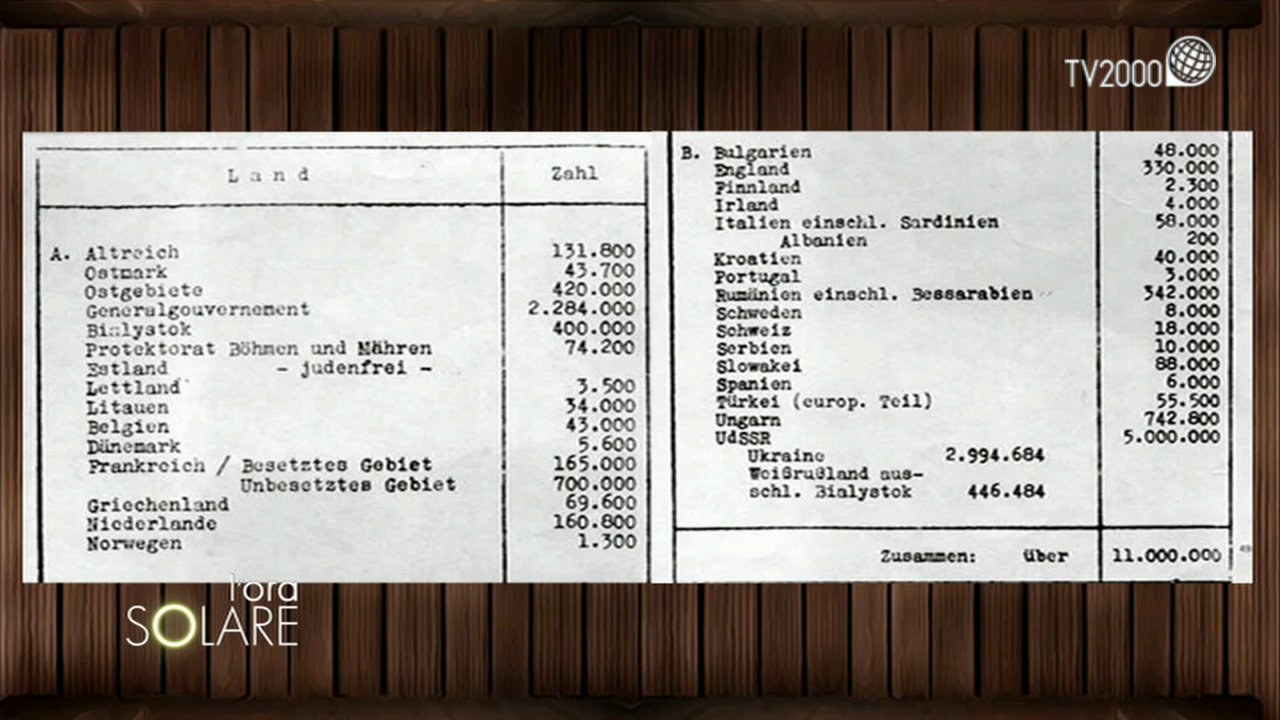 TV2000
Land Zahl
A. Altreich 131.800
Ostmark 43.700
Ostgebiete 420.000
Generalgouvernement 2.284.000
Bialystok 400.000
Protektorat Böhmen und Mähren 74.200
Estland - judenfrei -
Lettland 3.500
Litauen 34.000
Belgien 43.000
Dänemark 5.600
Frankreich / Besetztes Gebiet 165.000
Unbesetztes Gebiet 700.000
Griechenland 69.600
Niederlande 160.800
Norwegen 1.300
B. Bulgarien 48.000
England 330.000
Finnland 2.300
Irland 4.000
Italien einschl. Sardinien 58.000
Albanien 200
Kroatien 40.000
Portugal 3.000
Rumänien einschl. Bessarabien 342.000
Schweden 8.000
Schweiz 18.000
Serbien 10.000
Slowakei 88.000
Spanien 6.000
Türkei (europ. Teil) 55.500
Ungarn 742.800
UdSSR 5.000.000
Ukraine 2.994.684
Weißrußland aus-
schl. Bialystok 446.484
Zusammen: über 11.000.000
l'ora
SOLARE